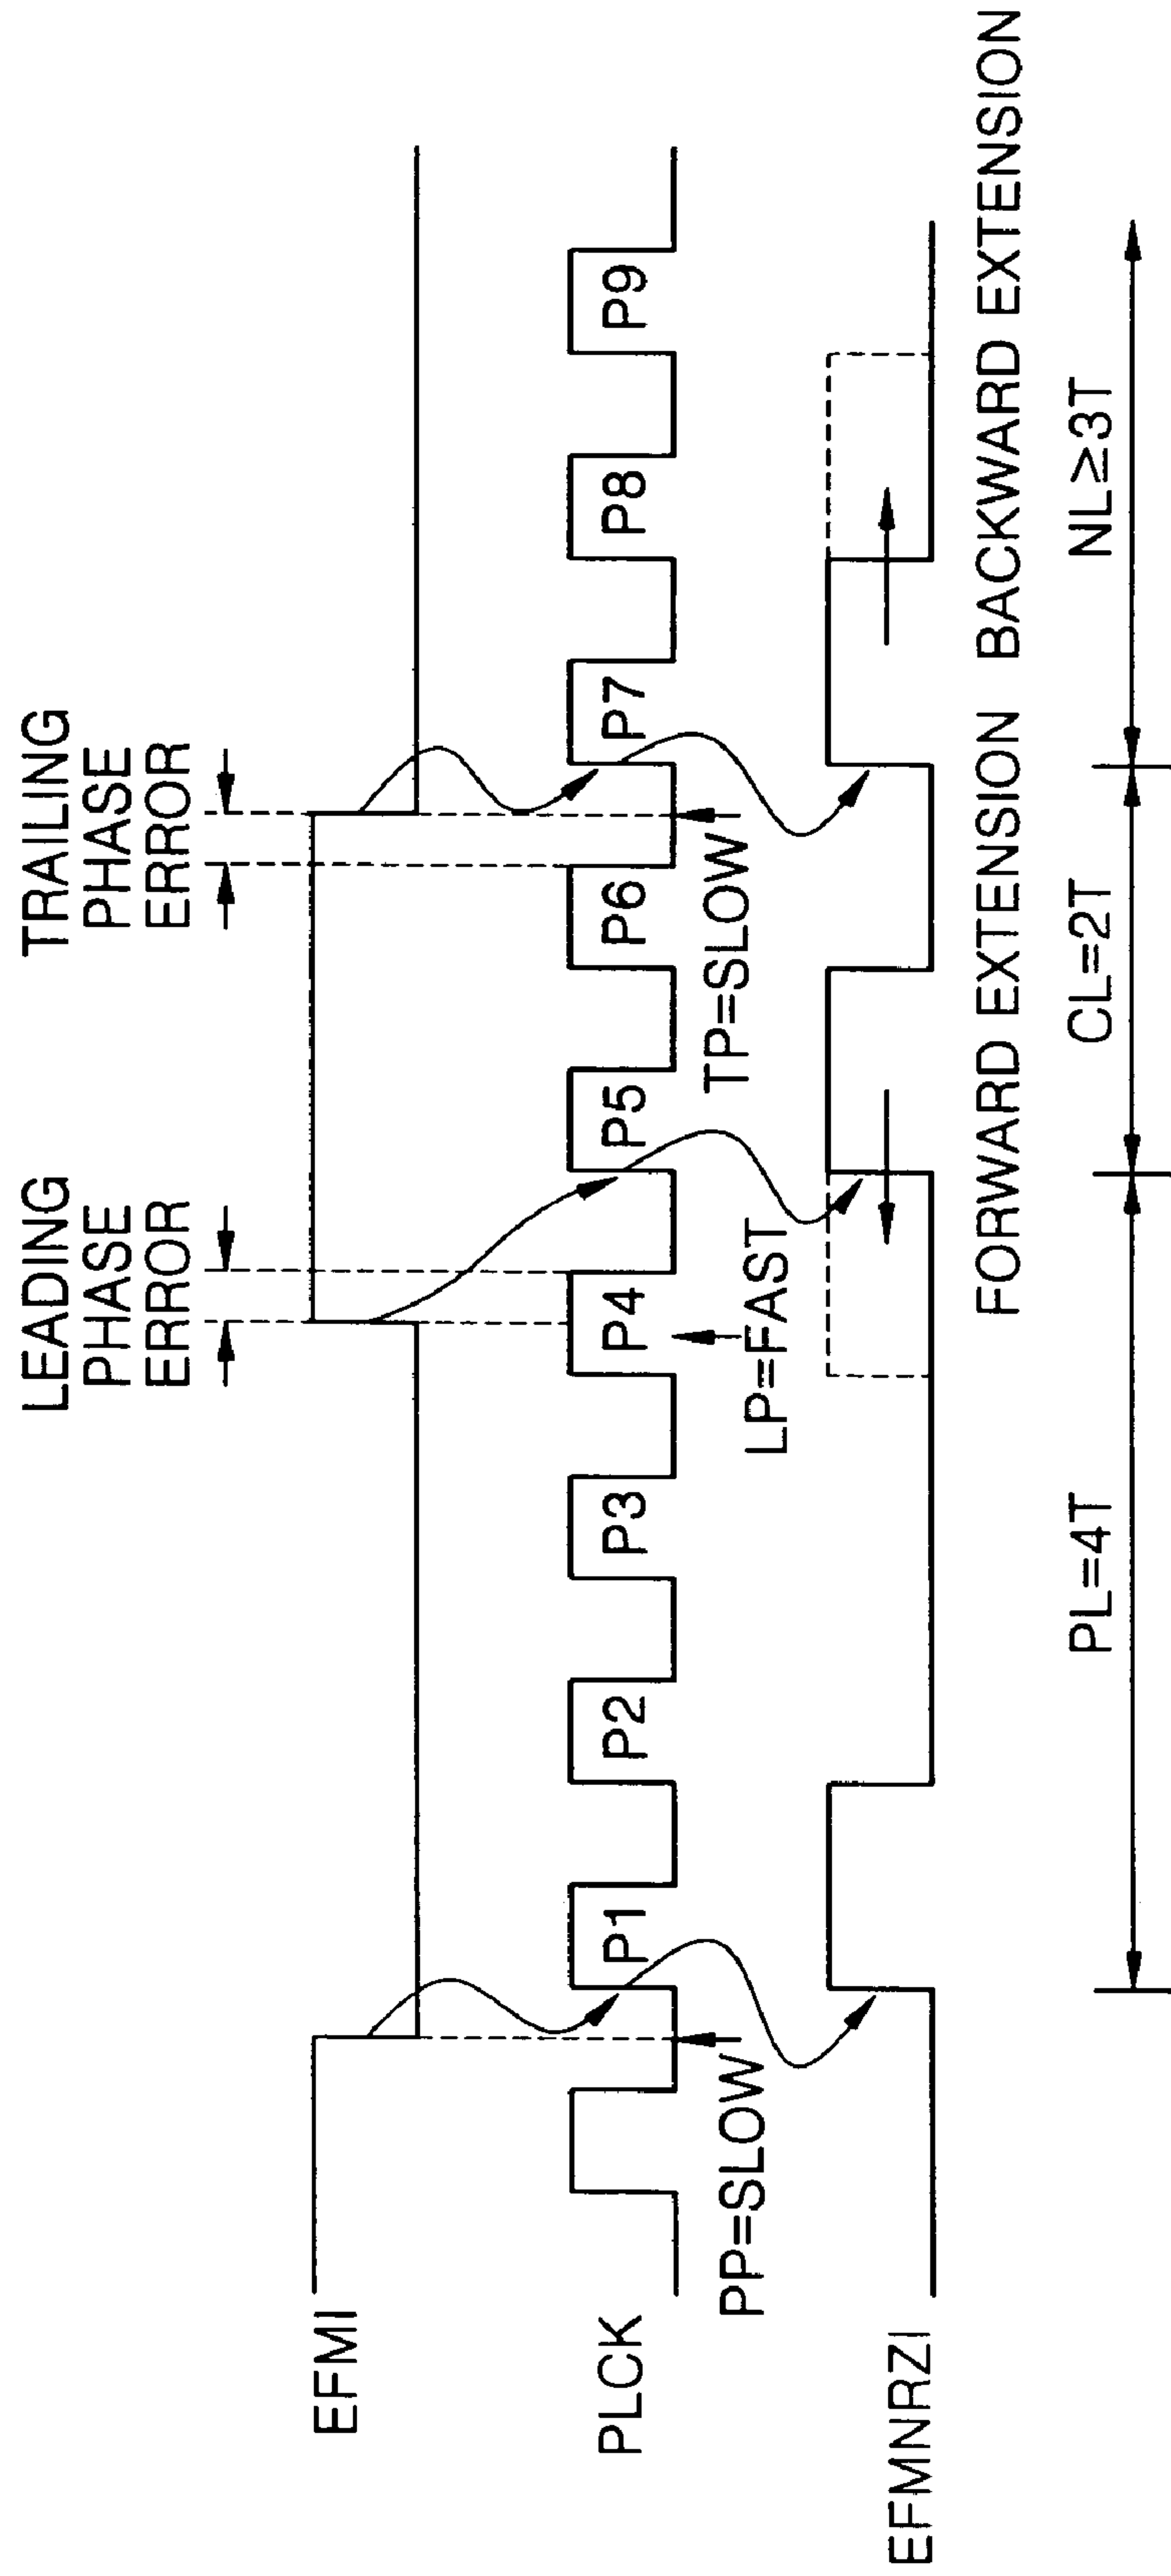 LEADING
PHASE
ERROR
TRAILING
PHASE
ERROR
EFMI
PLCK
P1
P2
P3
P4
P5
P6
P7
P8
P9
PP=SLOW
LP=FAST
TP=SLOW
EFMNRZI
FORWARD EXTENSION
BACKWARD EXTENSION
PL=4T
CL=2T
NL≥3T